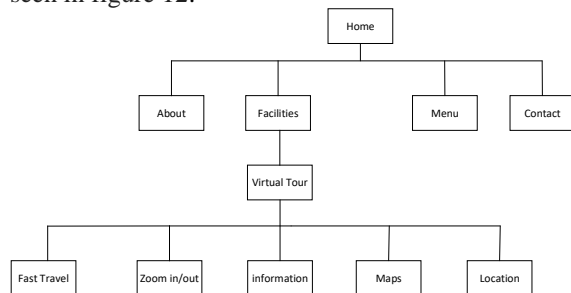 seen in figure 12.
Home
About Facilities Menu Contact
Virtual Tour
Fast Travel Zoom in/out information Maps Location